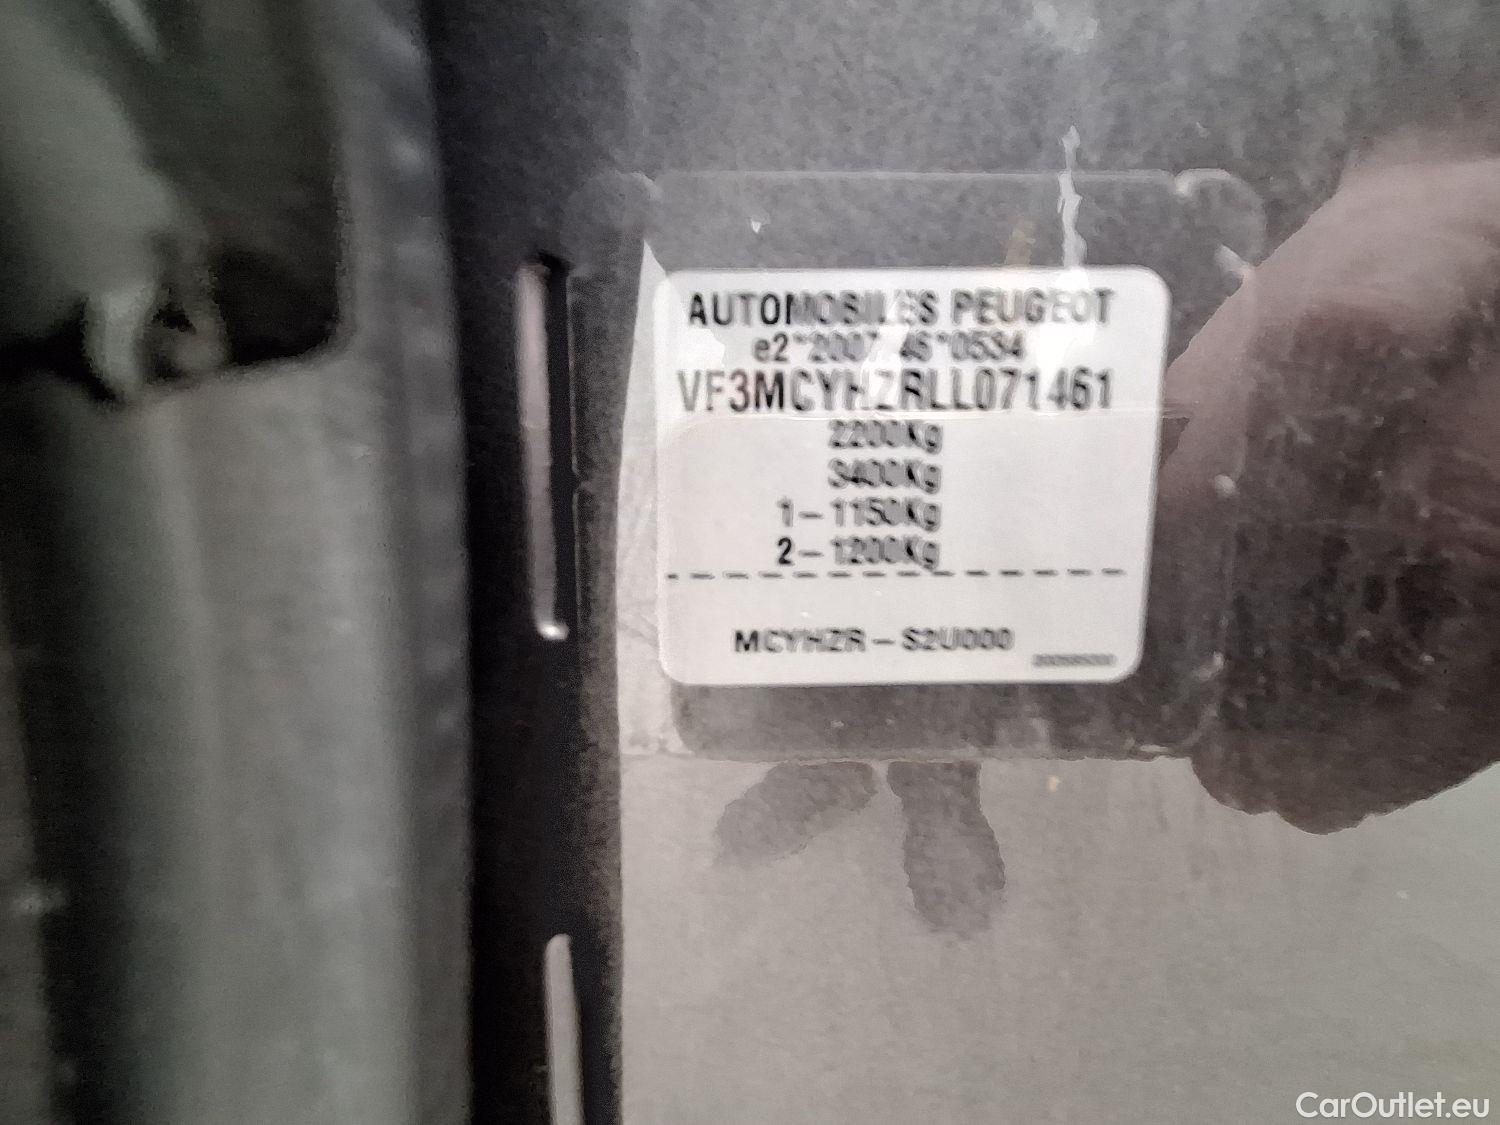 AUTOMOBILES PEUGEOT
e2*2007*46*0534
VF3MCYHZRLL071461
2200Kg
3400Kg
1-1150Kg
2-1200Kg
MCYHZR-S2U000
CarOutlet.eu